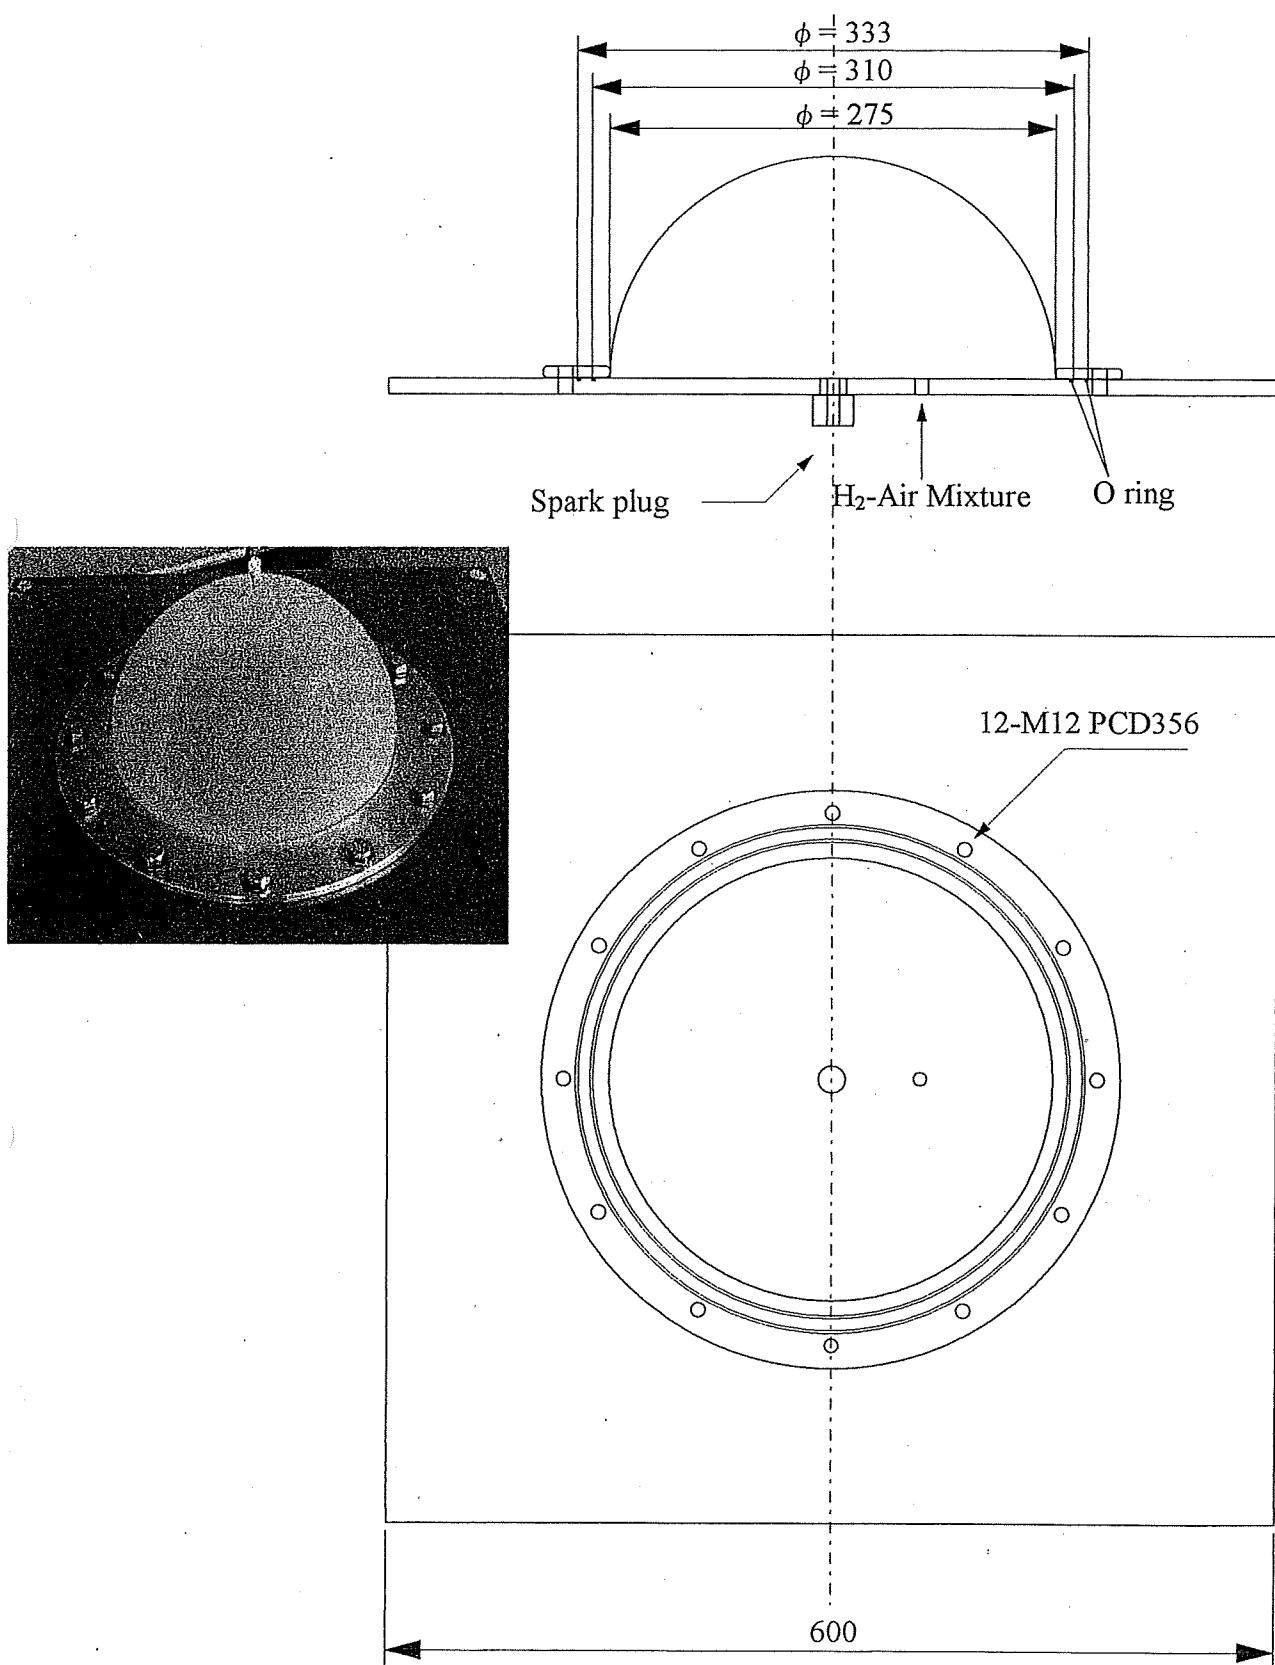 ϕ = 333
ϕ = 310
ϕ = 275
Spark plug
H₂-Air Mixture
O ring
12-M12 PCD356
600